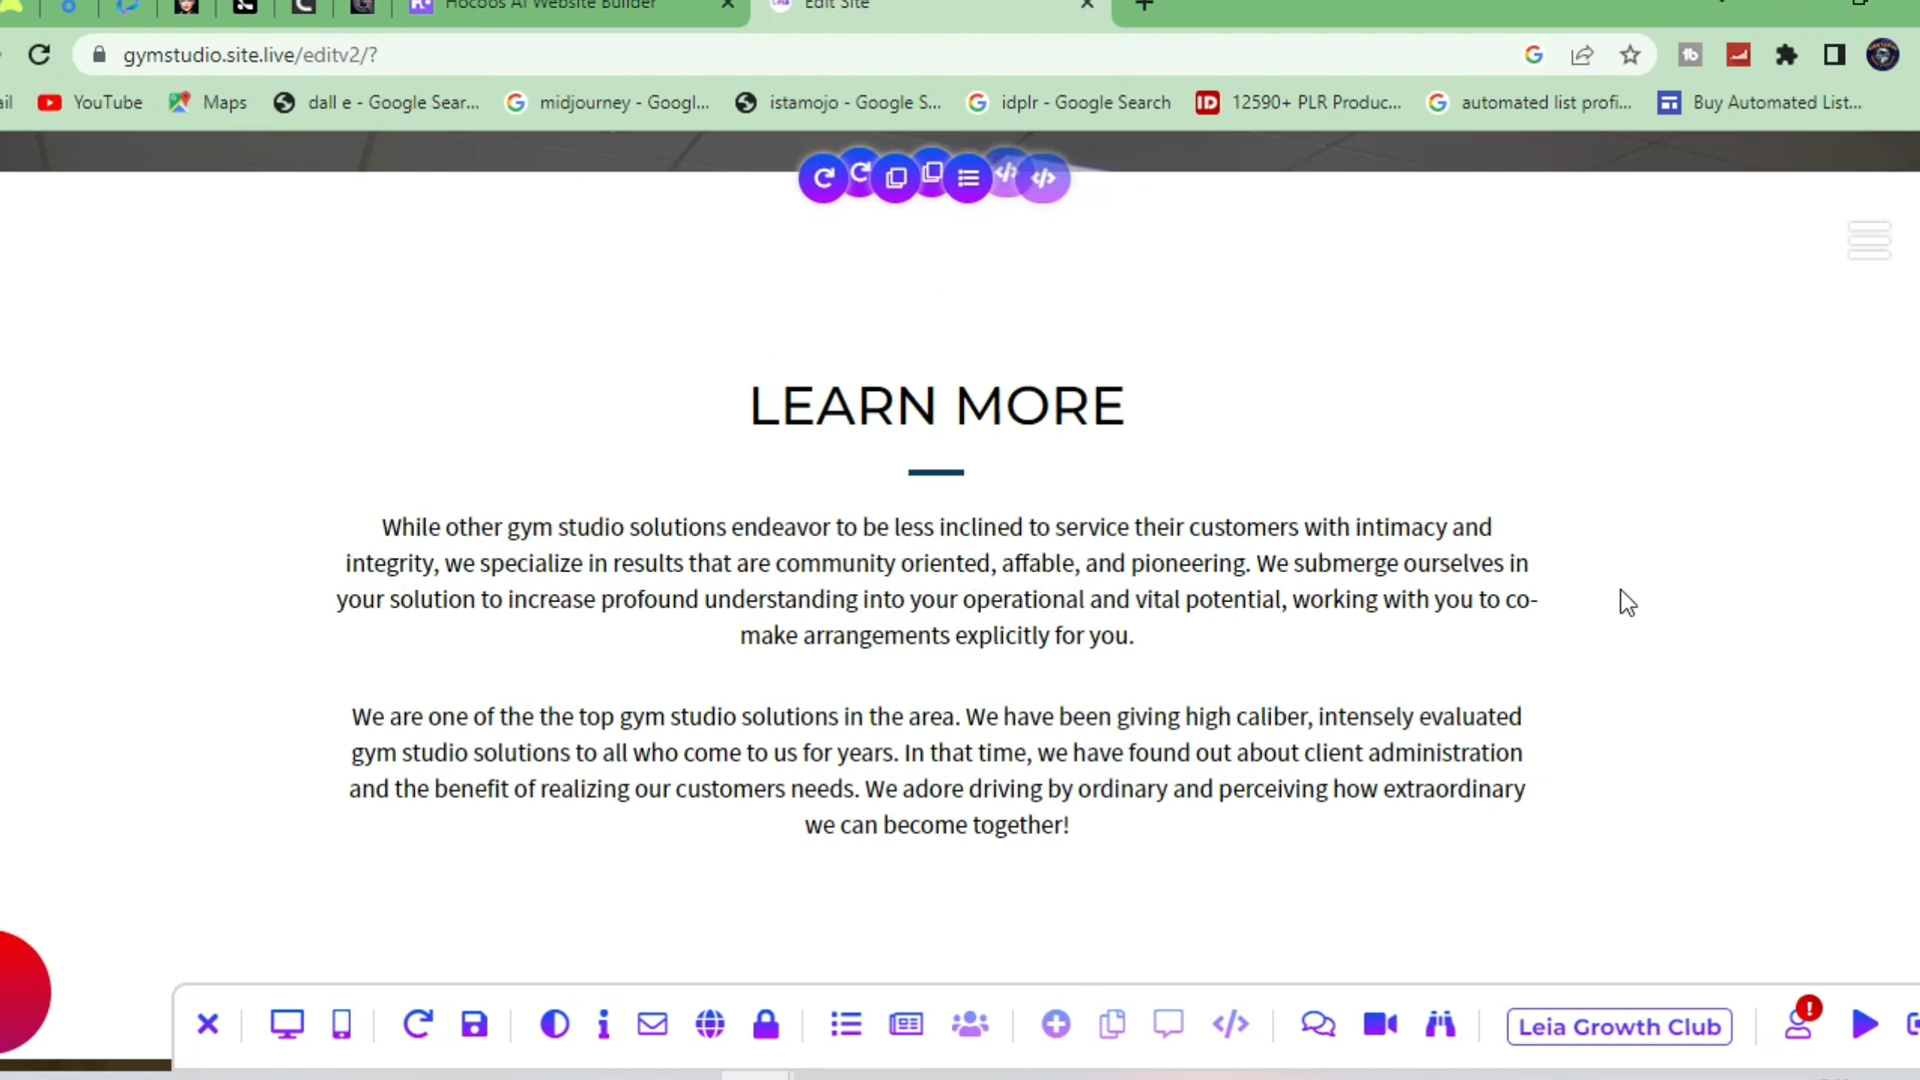 Hocoos AI Website Builder
Edit Site
gymstudio.site.live/editv2/?
YouTube
Maps
dall e - Google Sear...
midjourney - Googl...
istamojo - Google S...
idplr - Google Search
12590+ PLR Produc...
automated list profi...
Buy Automated List...
LEARN MORE
While other gym studio solutions endeavor to be less inclined to service their customers with intimacy and
integrity, we specialize in results that are community oriented, affable, and pioneering. We submerge ourselves in
your solution to increase profound understanding into your operational and vital potential, working with you to co-
make arrangements explicitly for you.
We are one of the the top gym studio solutions in the area. We have been giving high caliber, intensely evaluated
gym studio solutions to all who come to us for years. In that time, we have found out about client administration
and the benefit of realizing our customers needs. We adore driving by ordinary and perceiving how extraordinary
we can become together!
Leia Growth Club